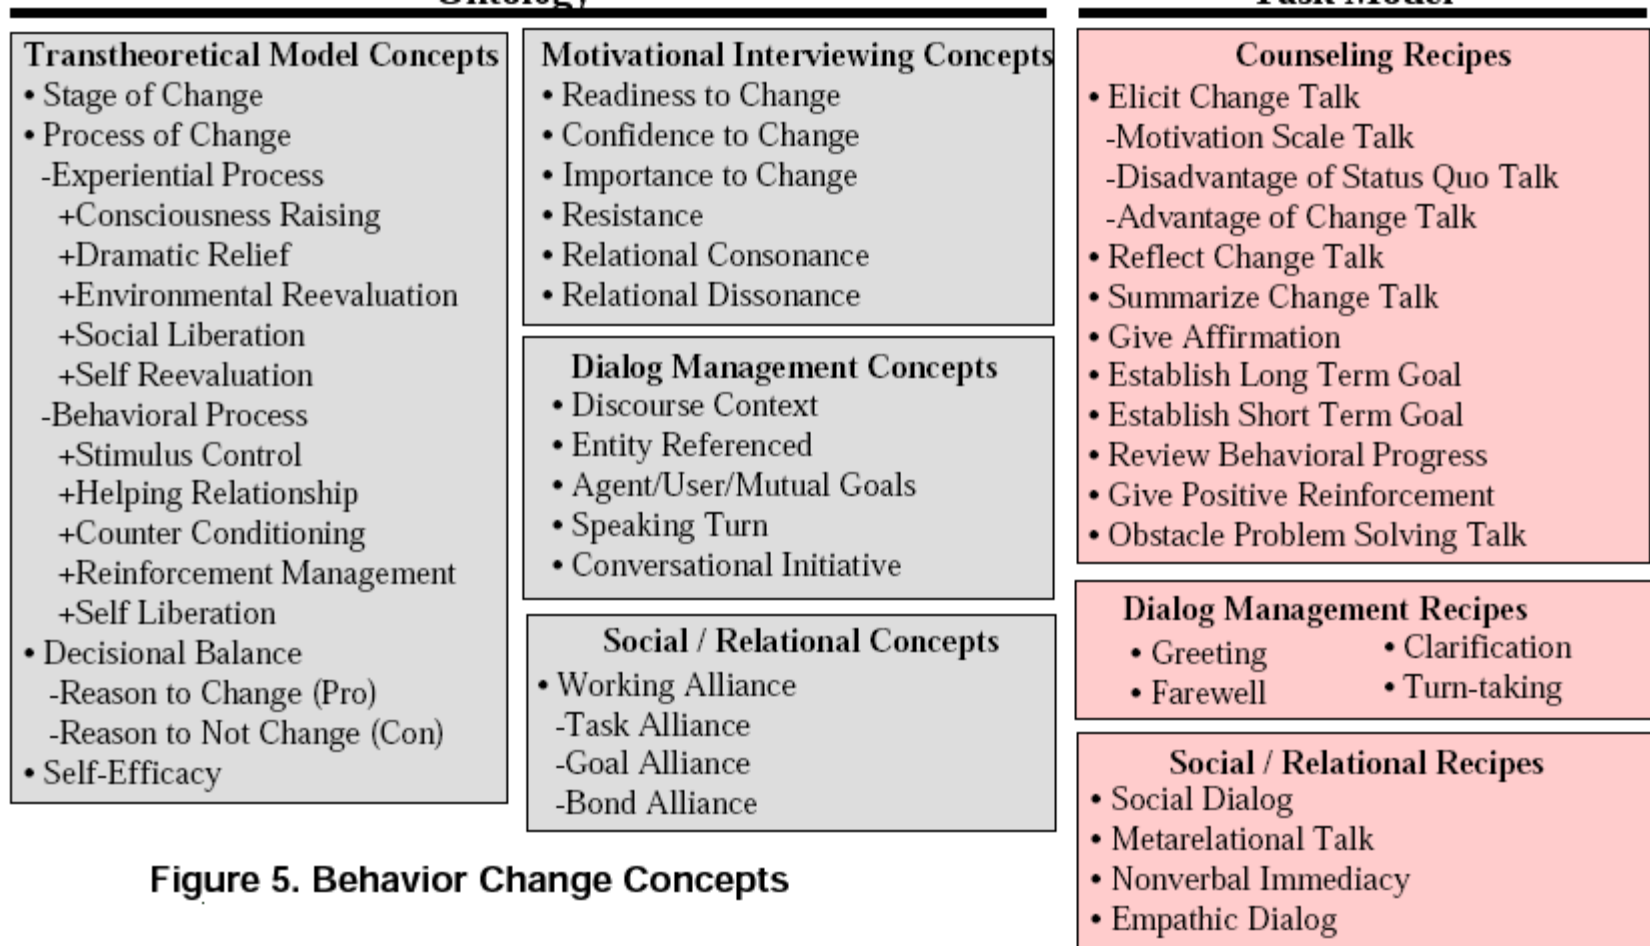 Ontology
Transtheoretical Model Concepts
• Stage of Change
• Process of Change
-Experiential Process
+Consciousness Raising
+Dramatic Relief
+Environmental Reevaluation
+Social Liberation
+Self Reevaluation
-Behavioral Process
+Stimulus Control
+Helping Relationship
+Counter Conditioning
+Reinforcement Management
+Self Liberation
• Decisional Balance
-Reason to Change (Pro)
-Reason to Not Change (Con)
• Self-Efficacy
Motivational Interviewing Concepts
• Readiness to Change
• Confidence to Change
• Importance to Change
• Resistance
• Relational Consonance
• Relational Dissonance
Dialog Management Concepts
• Discourse Context
• Entity Referenced
• Agent/User/Mutual Goals
• Speaking Turn
• Conversational Initiative
Social / Relational Concepts
• Working Alliance
-Task Alliance
-Goal Alliance
-Bond Alliance
Task Model
Counseling Recipes
• Elicit Change Talk
-Motivation Scale Talk
-Disadvantage of Status Quo Talk
-Advantage of Change Talk
• Reflect Change Talk
• Summarize Change Talk
• Give Affirmation
• Establish Long Term Goal
• Establish Short Term Goal
• Review Behavioral Progress
• Give Positive Reinforcement
• Obstacle Problem Solving Talk
Dialog Management Recipes
• Greeting
• Farewell
• Clarification
• Turn-taking
Social / Relational Recipes
• Social Dialog
• Metarelational Talk
• Nonverbal Immediacy
• Empathic Dialog
Figure 5. Behavior Change Concepts